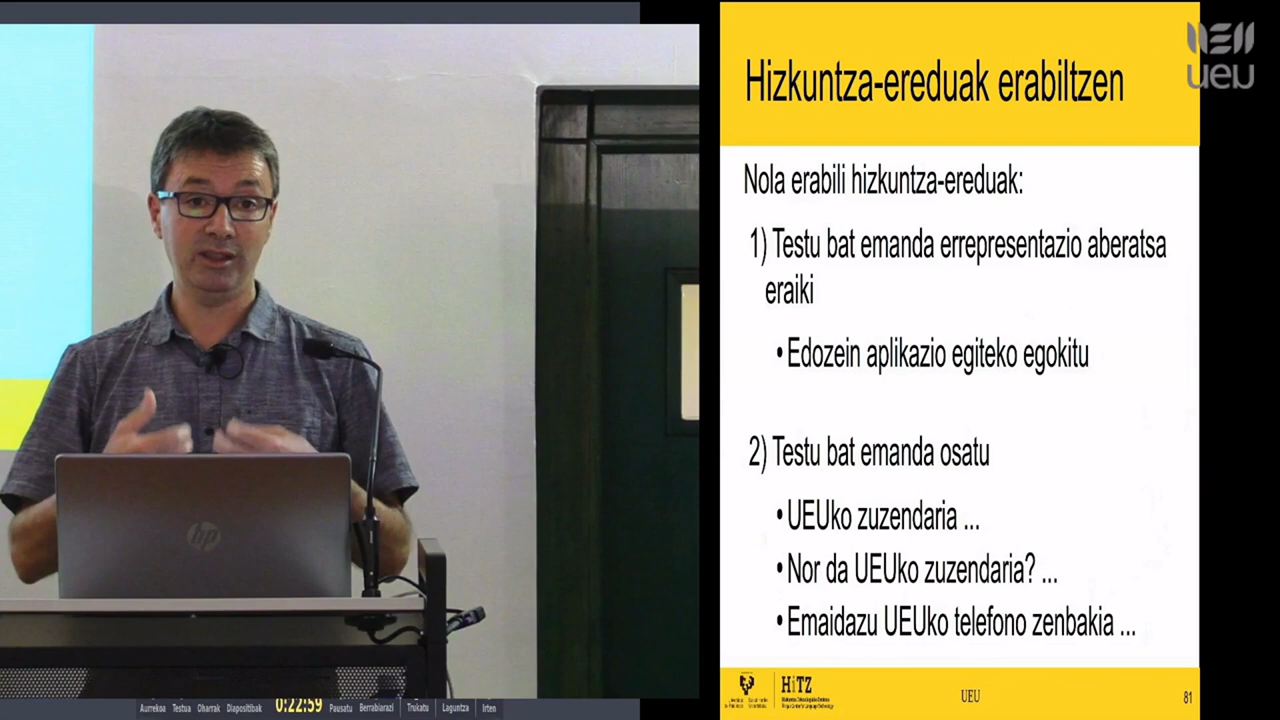 Hizkuntza-ereduak erabiltzen
ueu
Nola erabili hizkuntza-ereduak:
1) Testu bat emanda errepresentazio aberatsa
eraiki
• Edozein aplikazio egiteko egokitu
2) Testu bat emanda osatu
• UEUko zuzendaria ...
• Nor da UEUko zuzendaria? ...
• Emaidazu UEUko telefono zenbakia ...
HiTZ
UEU
81
hp
Aurrekoa Testua Oharrak Diapositibak 0:22:59 Pausatu Berrabiarazi Trukatu Laguntza Irten